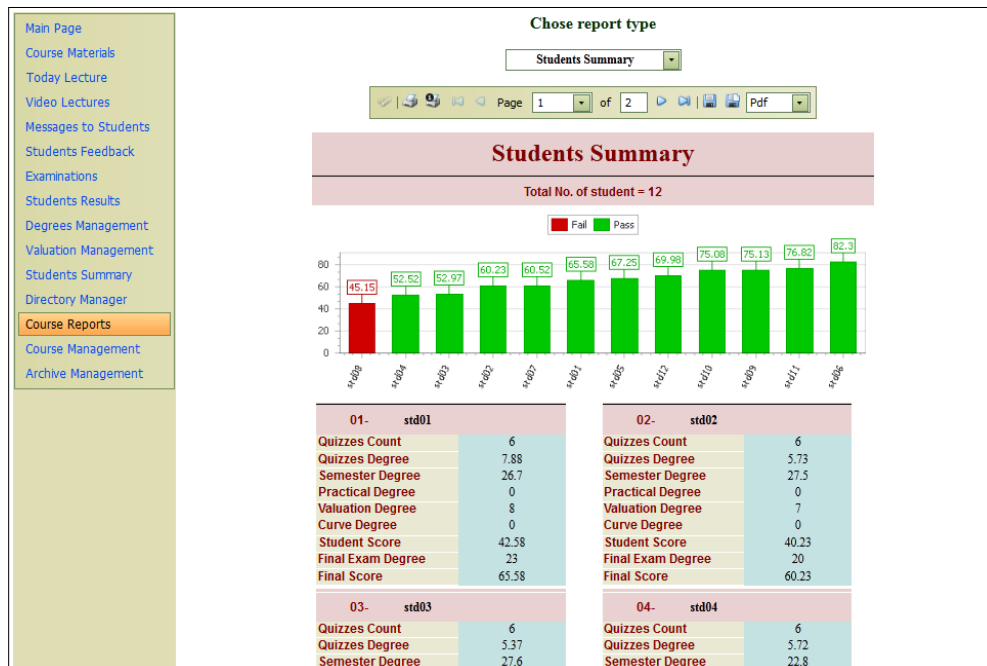 Main Page
Course Materials
Today Lecture
Video Lectures
Messages to Students
Students Feedback
Examinations
Students Results
Degrees Management
Valuation Management
Students Summary
Directory Manager
Course Reports
Course Management
Archive Management
Chose report type
Students Summary
Page 1 of 2 Pdf
Students Summary
Total No. of student = 12
Fail Pass
80
60
40
20
0
45.15 52.52 52.97 60.23 60.52 65.58 67.25 69.98 75.08 75.13 76.82 82.3
std08 std04 std03 std02 std07 std01 std05 std12 std10 std09 std11 std06
01- std01
Quizzes Count 6
Quizzes Degree 7.88
Semester Degree 26.7
Practical Degree 0
Valuation Degree 8
Curve Degree 0
Student Score 42.58
Final Exam Degree 23
Final Score 65.58
02- std02
Quizzes Count 6
Quizzes Degree 5.73
Semester Degree 27.5
Practical Degree 0
Valuation Degree 7
Curve Degree 0
Student Score 40.23
Final Exam Degree 20
Final Score 60.23
03- std03
Quizzes Count 6
Quizzes Degree 5.37
Semester Degree 27.6
04- std04
Quizzes Count 6
Quizzes Degree 5.72
Semester Degree 22.8